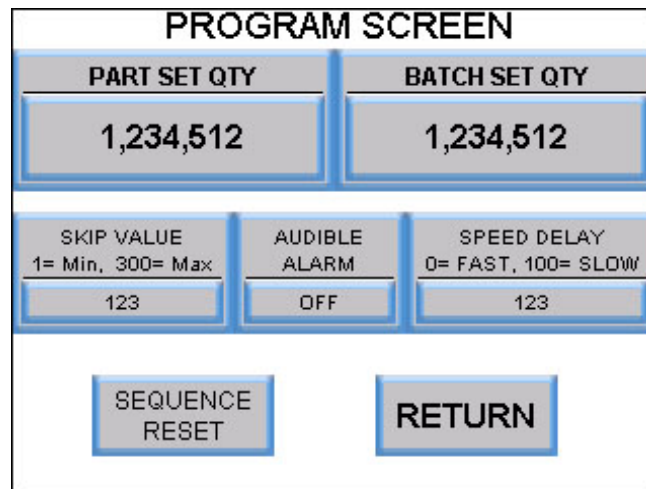 PROGRAM SCREEN
PART SET QTY
1,234,512
BATCH SET QTY
1,234,512
SKIP VALUE
1= Min, 300= Max
123
AUDIBLE
ALARM
OFF
SPEED DELAY
0= FAST, 100= SLOW
123
SEQUENCE
RESET
RETURN